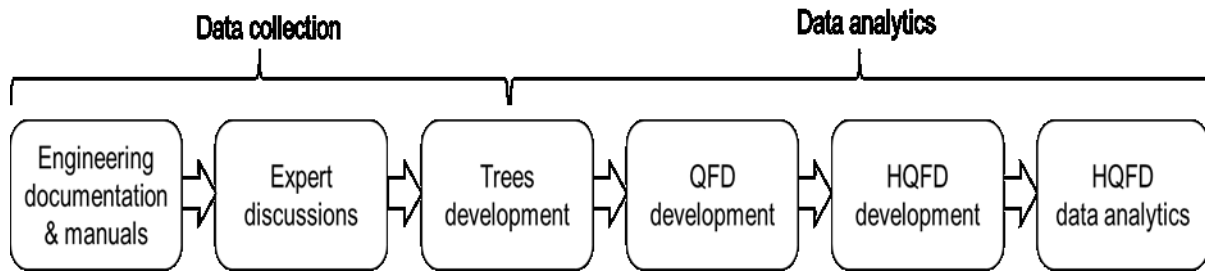 Data collection
Data analytics
Engineering
documentation
& manuals
Expert
discussions
Trees
development
QFD
development
HQFD
development
HQFD
data analytics